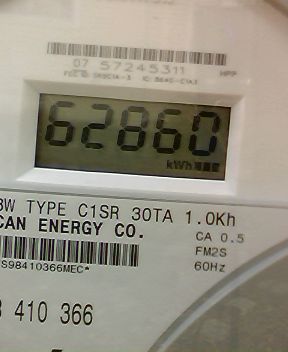 07 57245311 HPP
62860
kWh
3W TYPE C1SR 30TA 1.0Kh
CAN ENERGY CO.
CA 0.5
FM2S
S98410366MEC*
60Hz
410 366